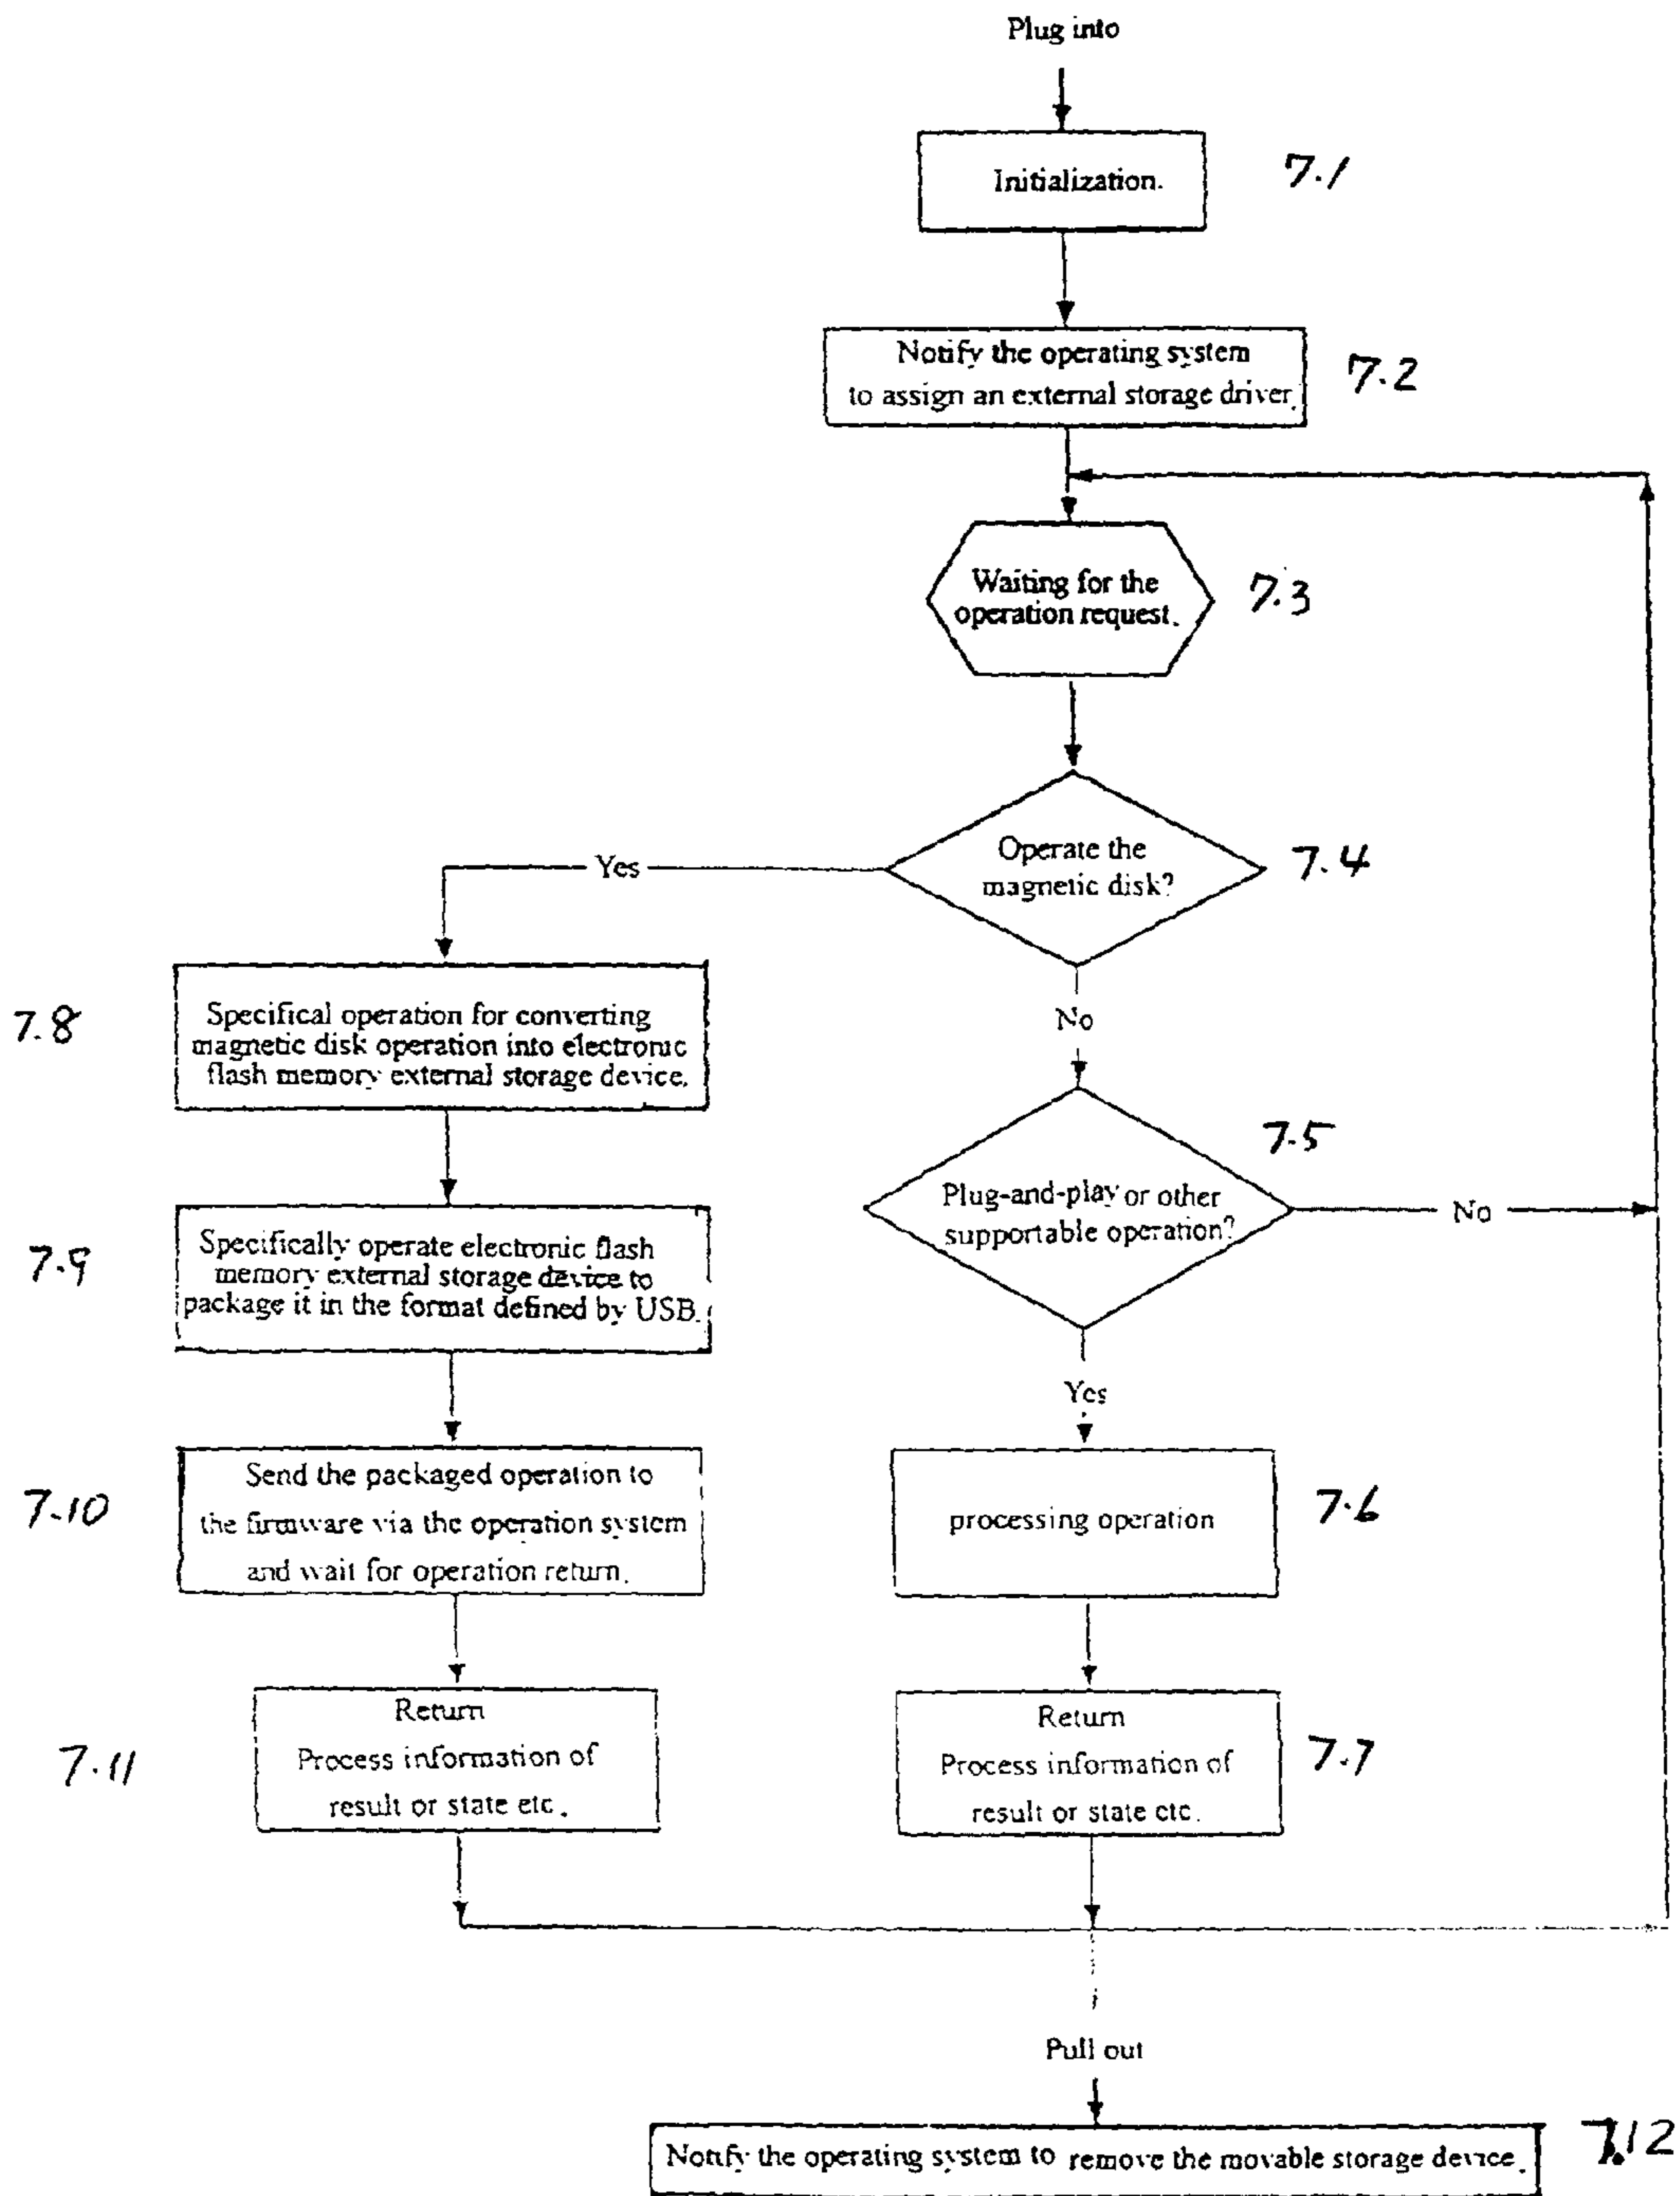 Plug into
Initialization.
7.1
Notify the operating system
to assign an external storage driver.
7.2
Waiting for the
operation request.
7.3
Operate the
magnetic disk?
7.4
Yes
No
Specifical operation for converting
magnetic disk operation into electronic
flash memory external storage device.
7.8
Plug-and-play or other
supportable operation?
7.5
No
Yes
Specifically operate electronic flash
memory external storage device to
package it in the format defined by USB.
7.9
Send the packaged operation to
the firmware via the operation system
and wait for operation return.
7.10
processing operation
7.6
Return
Process information of
result or state etc.
7.11
Return
Process information of
result or state etc.
7.7
Pull out
Notify the operating system to remove the movable storage device.
7.12